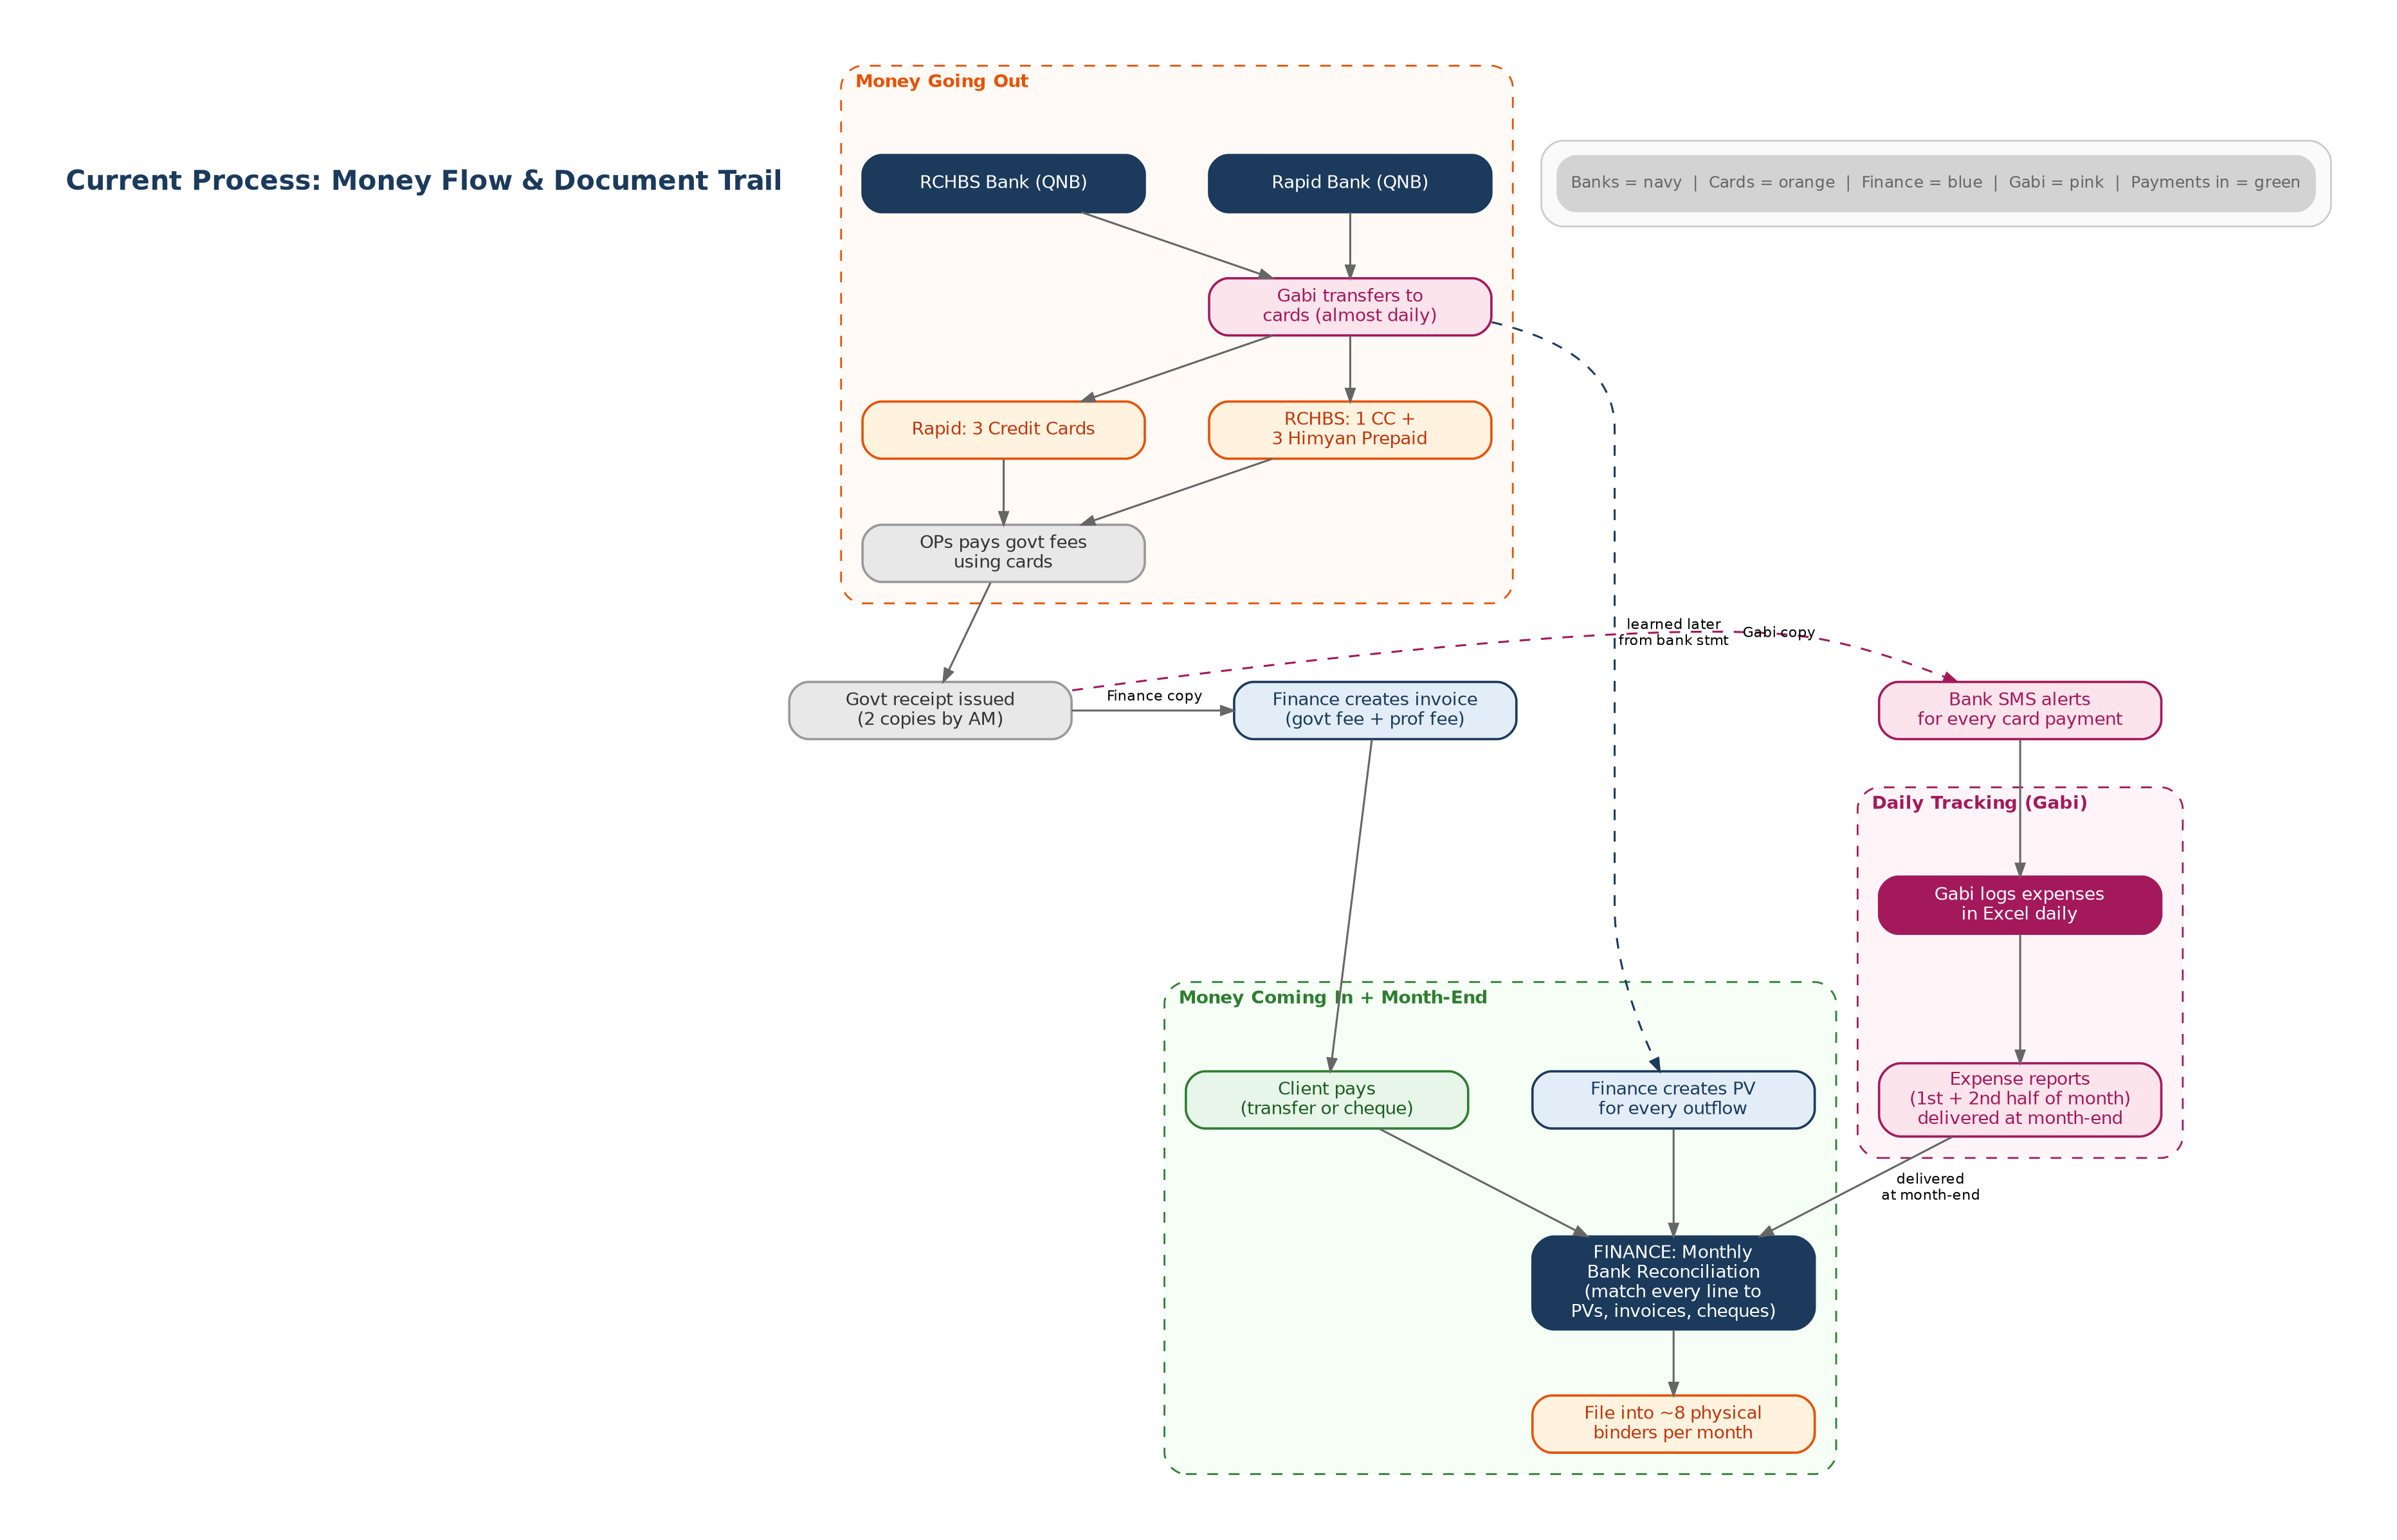 Current Process: Money Flow & Document Trail
Money Going Out
RCHBS Bank (QNB)
Rapid Bank (QNB)
Banks = navy | Cards = orange | Finance = blue | Gabi = pink | Payments in = green
Gabi transfers to
cards (almost daily)
Rapid: 3 Credit Cards
RCHBS: 1 CC +
3 Himyan Prepaid
OPs pays govt fees
using cards
learned later
from bank stmt
Gabi copy
Govt receipt issued
(2 copies by AM)
Finance copy
Finance creates invoice
(govt fee + prof fee)
Bank SMS alerts
for every card payment
Daily Tracking (Gabi)
Gabi logs expenses
in Excel daily
Money Coming In + Month-End
Client pays
(transfer or cheque)
Finance creates PV
for every outflow
Expense reports
(1st + 2nd half of month)
delivered at month-end
delivered
at month-end
FINANCE: Monthly
Bank Reconciliation
(match every line to
PVs, invoices, cheques)
File into ~8 physical
binders per month